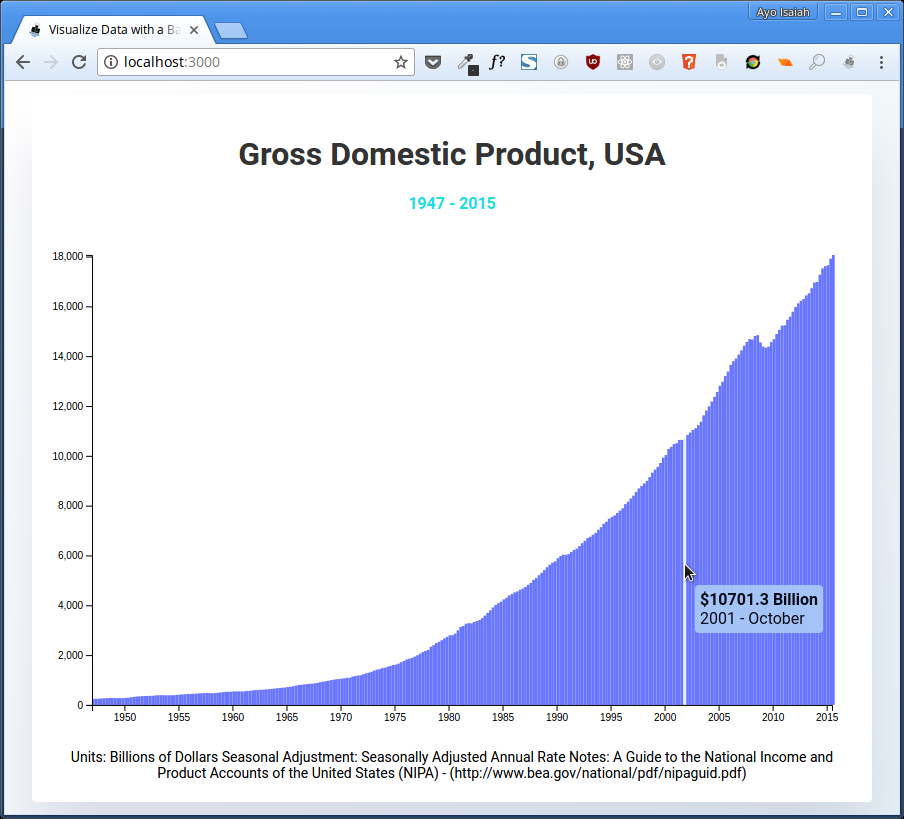 Ayo Isaiah
Visualize Data with a Ba
localhost:3000
f?
Gross Domestic Product, USA
1947 - 2015
18,000
16,000
14,000
12,000
10,000
8,000
6,000
4,000
2,000
0
$10701.3 Billion
2001 - October
1950 1955 1960 1965 1970 1975 1980 1985 1990 1995 2000 2005 2010 2015
Units: Billions of Dollars Seasonal Adjustment: Seasonally Adjusted Annual Rate Notes: A Guide to the National Income and
Product Accounts of the United States (NIPA) - (http://www.bea.gov/national/pdf/nipaguid.pdf)